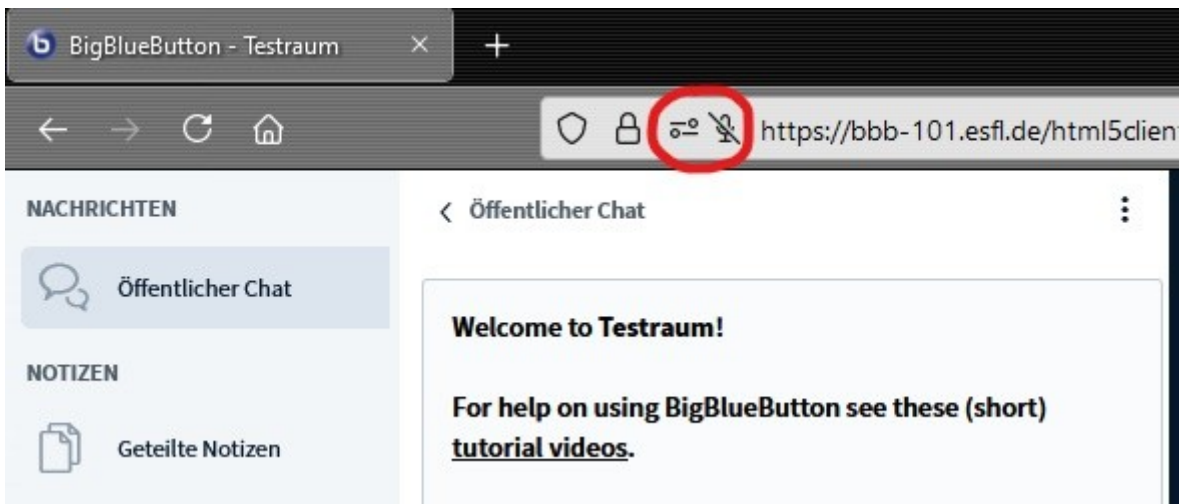 BigBlueButton - Testraum
https://bbb-101.esfl.de/html5clien
NACHRICHTEN
Öffentlicher Chat
NOTIZEN
Geteilte Notizen
Öffentlicher Chat
Welcome to Testraum!
For help on using BigBlueButton see these (short)
tutorial videos.